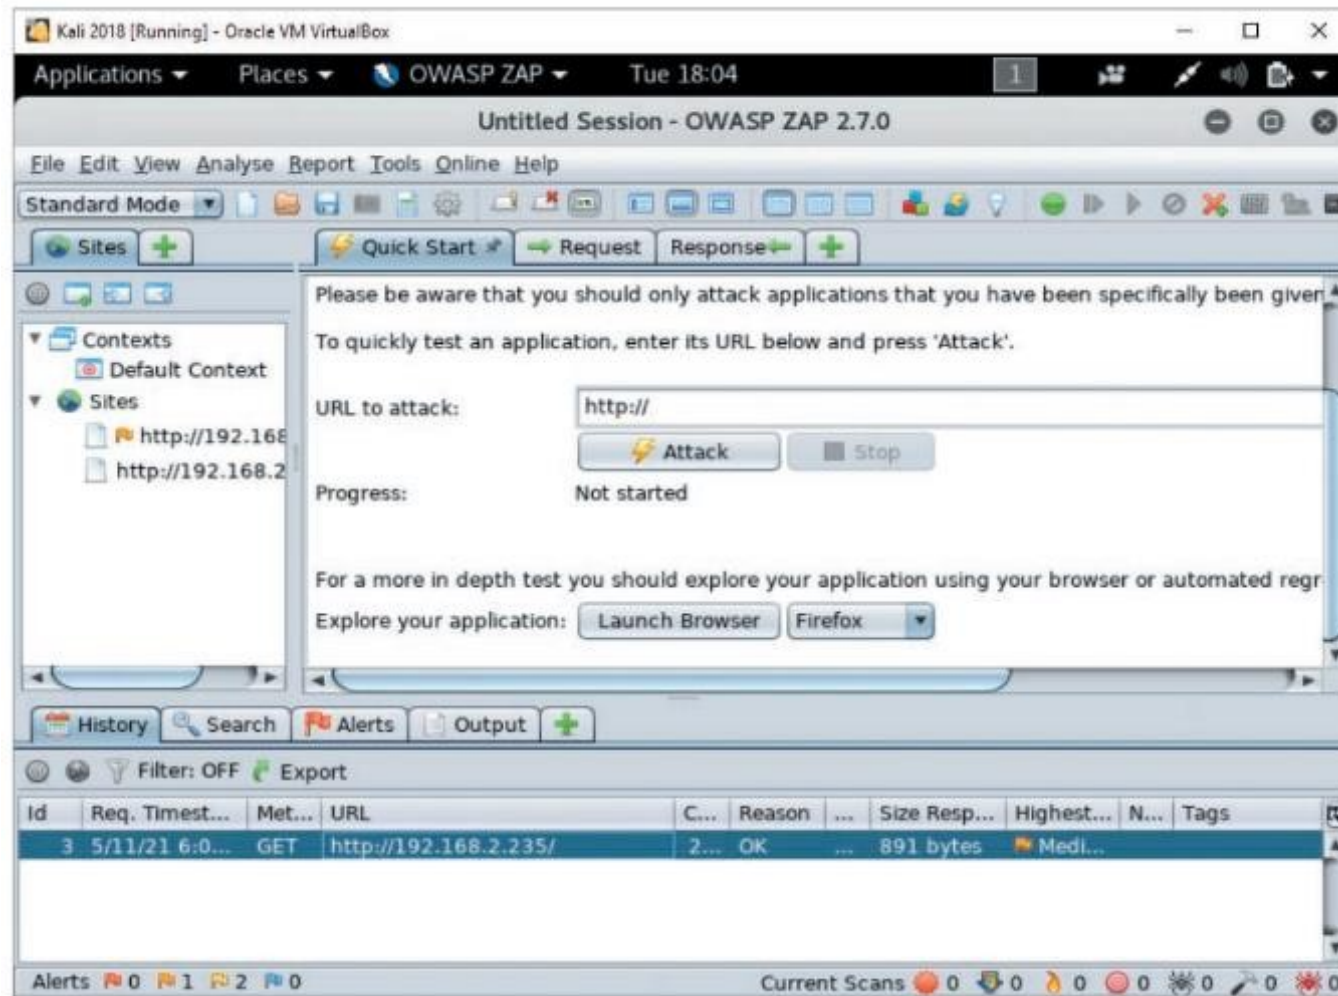 Kali 2018 [Running] - Oracle VM VirtualBox
Applications Places OWASP ZAP Tue 18:04 1
Untitled Session - OWASP ZAP 2.7.0
File Edit View Analyse Report Tools Online Help
Standard Mode
Sites
Quick Start Request Response
Please be aware that you should only attack applications that you have been specifically been given
To quickly test an application, enter its URL below and press 'Attack'.
Contexts
Default Context
Sites
http://192.168
http://192.168.2
URL to attack: http://
Attack Stop
Progress: Not started
For a more in depth test you should explore your application using your browser or automated regr
Explore your application: Launch Browser Firefox
History Search Alerts Output
Filter: OFF Export
Id Req. Timest... Met... URL C... Reason ... Size Resp... Highest... N... Tags
3 5/11/21 6:0... GET http://192.168.2.235/ 2... OK ... 891 bytes Medi...
Alerts 0 1 2 0 Current Scans 0 0 0 0 0 0 0